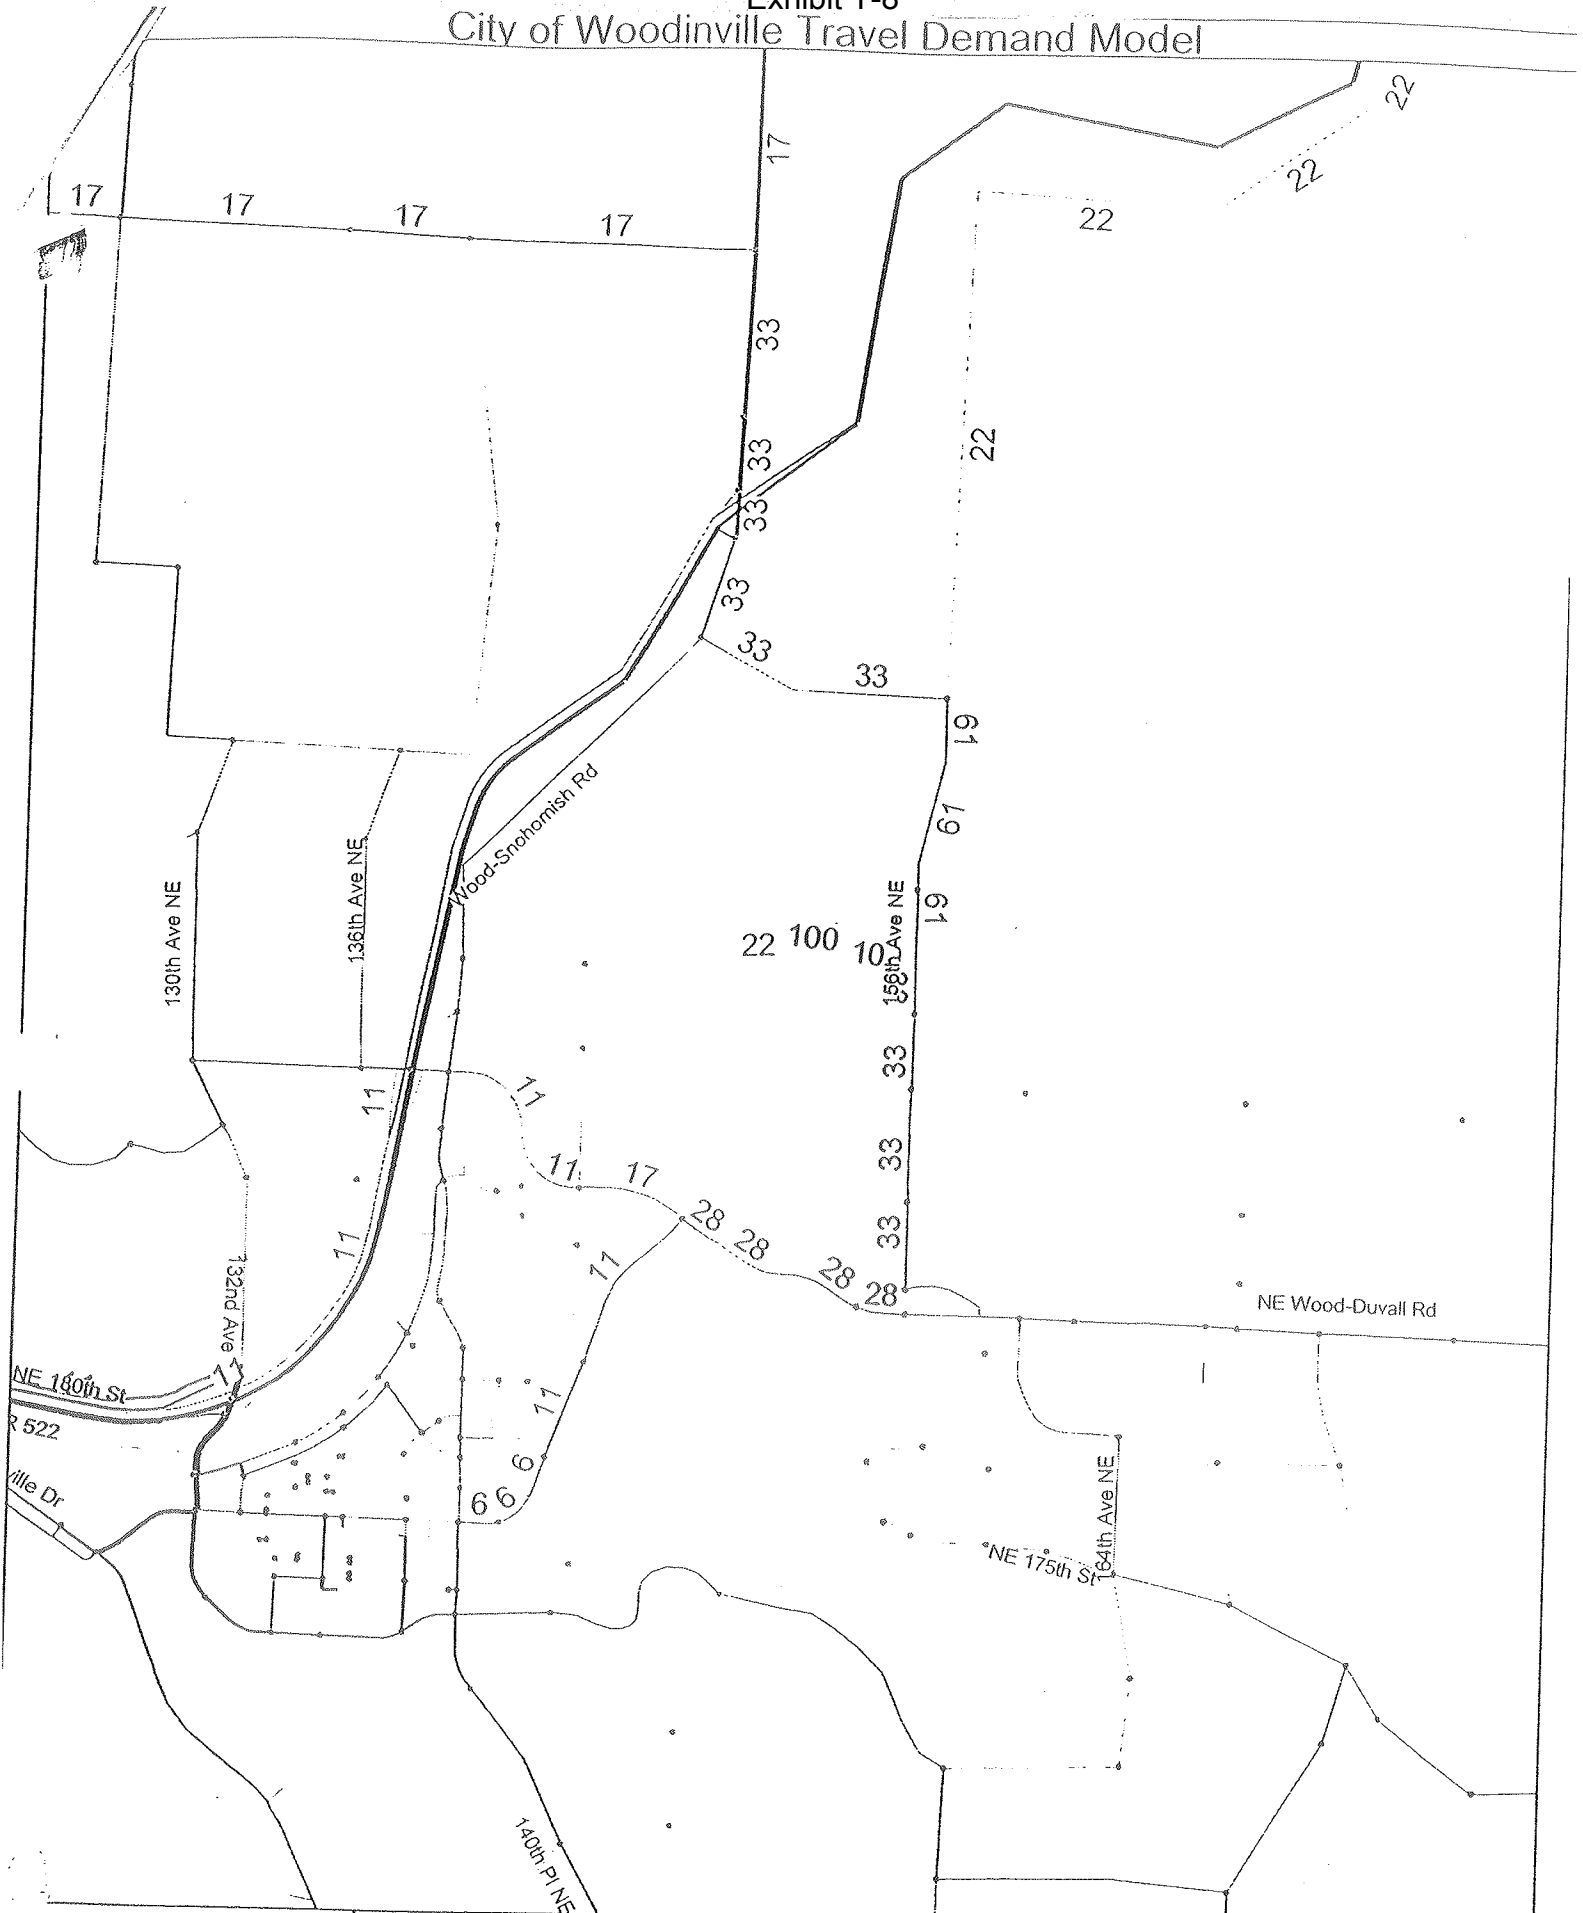 Exhibit T-8
City of Woodinville Travel Demand Model
22
17
22
17
17
17
17
22
33
22
33
33
33
33
33
61
61
Wood-Snohomish Rd
61
130th Ave NE
136th Ave NE
156th Ave NE
22 100 10
33
11
11
33
11
17
28
28
33
11
11
28
28
NE Wood-Duvall Rd
132nd Ave
11
NE 180th St
11
R 522
6
6
6
ville Dr
164th Ave NE
NE 175th St
140th Pl NE